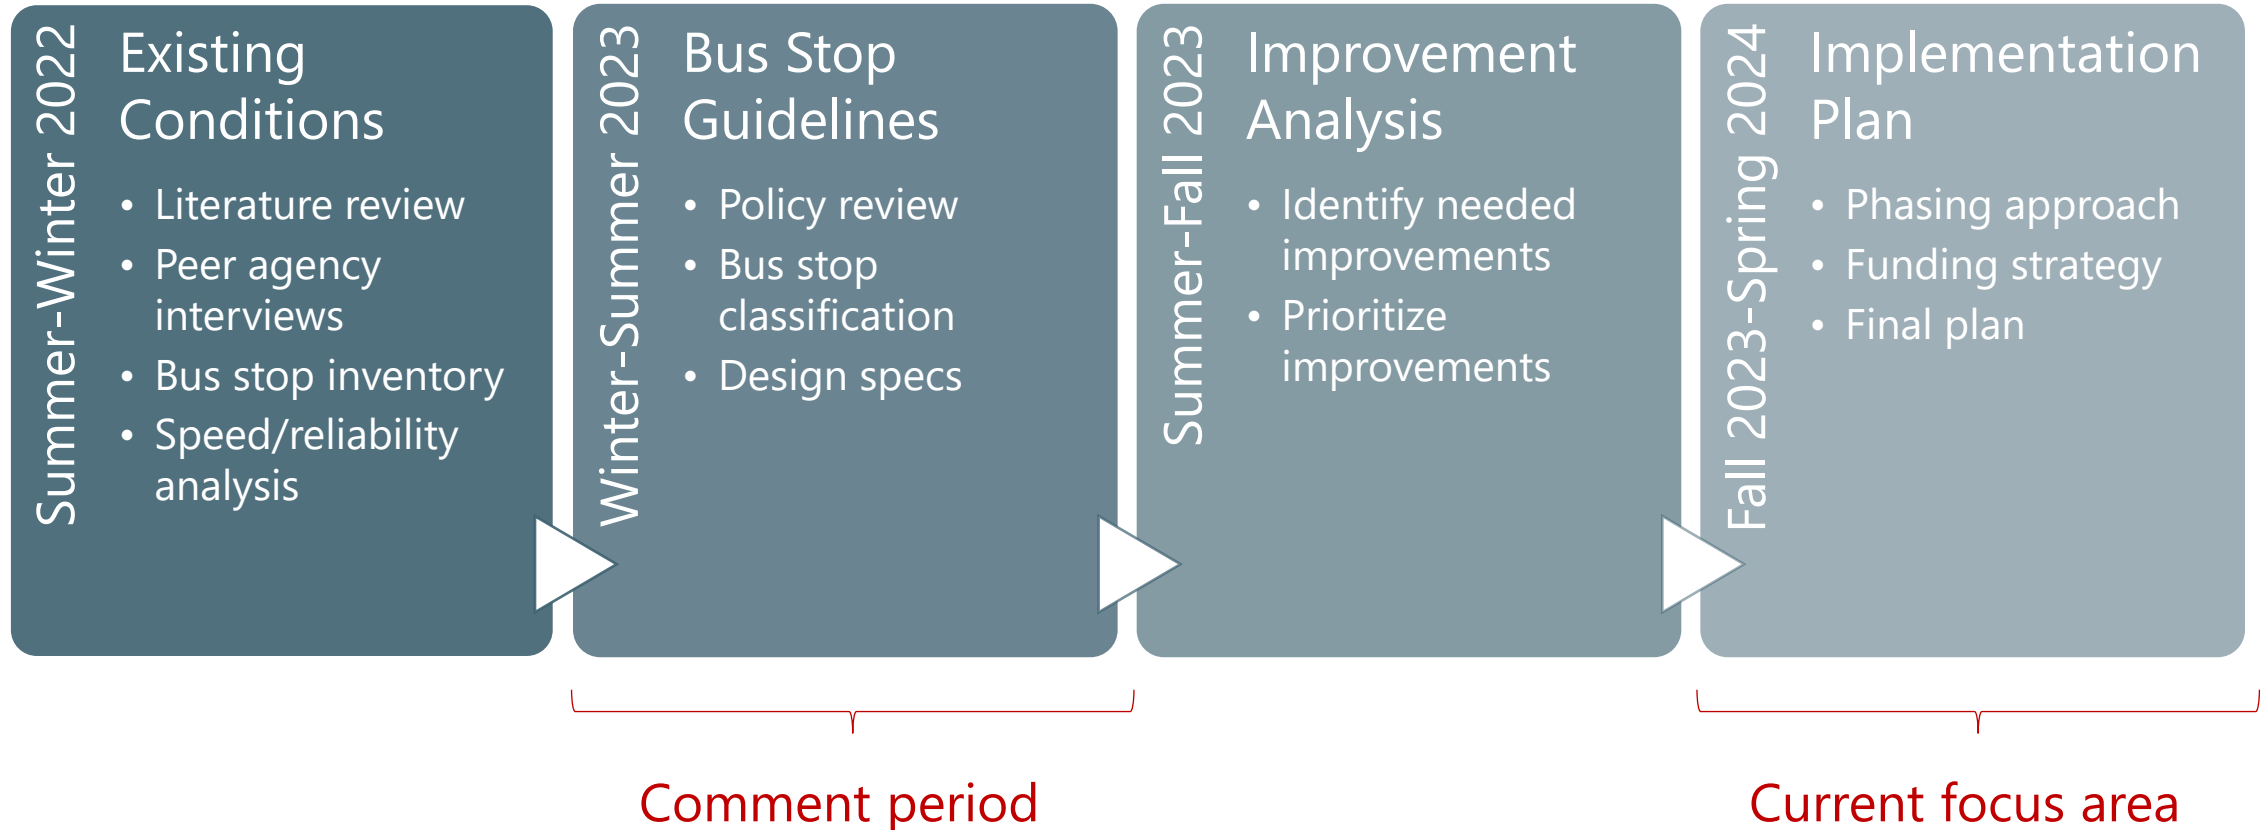 Summer-Winter 2022
Existing
Conditions
• Literature review
• Peer agency
interviews
• Bus stop inventory
• Speed/reliability
analysis
Winter-Summer 2023
Bus Stop
Guidelines
• Policy review
• Bus stop
classification
• Design specs
Summer-Fall 2023
Improvement
Analysis
• Identify needed
improvements
• Prioritize
improvements
Fall 2023-Spring 2024
Implementation
Plan
• Phasing approach
• Funding strategy
• Final plan
Comment period
Current focus area